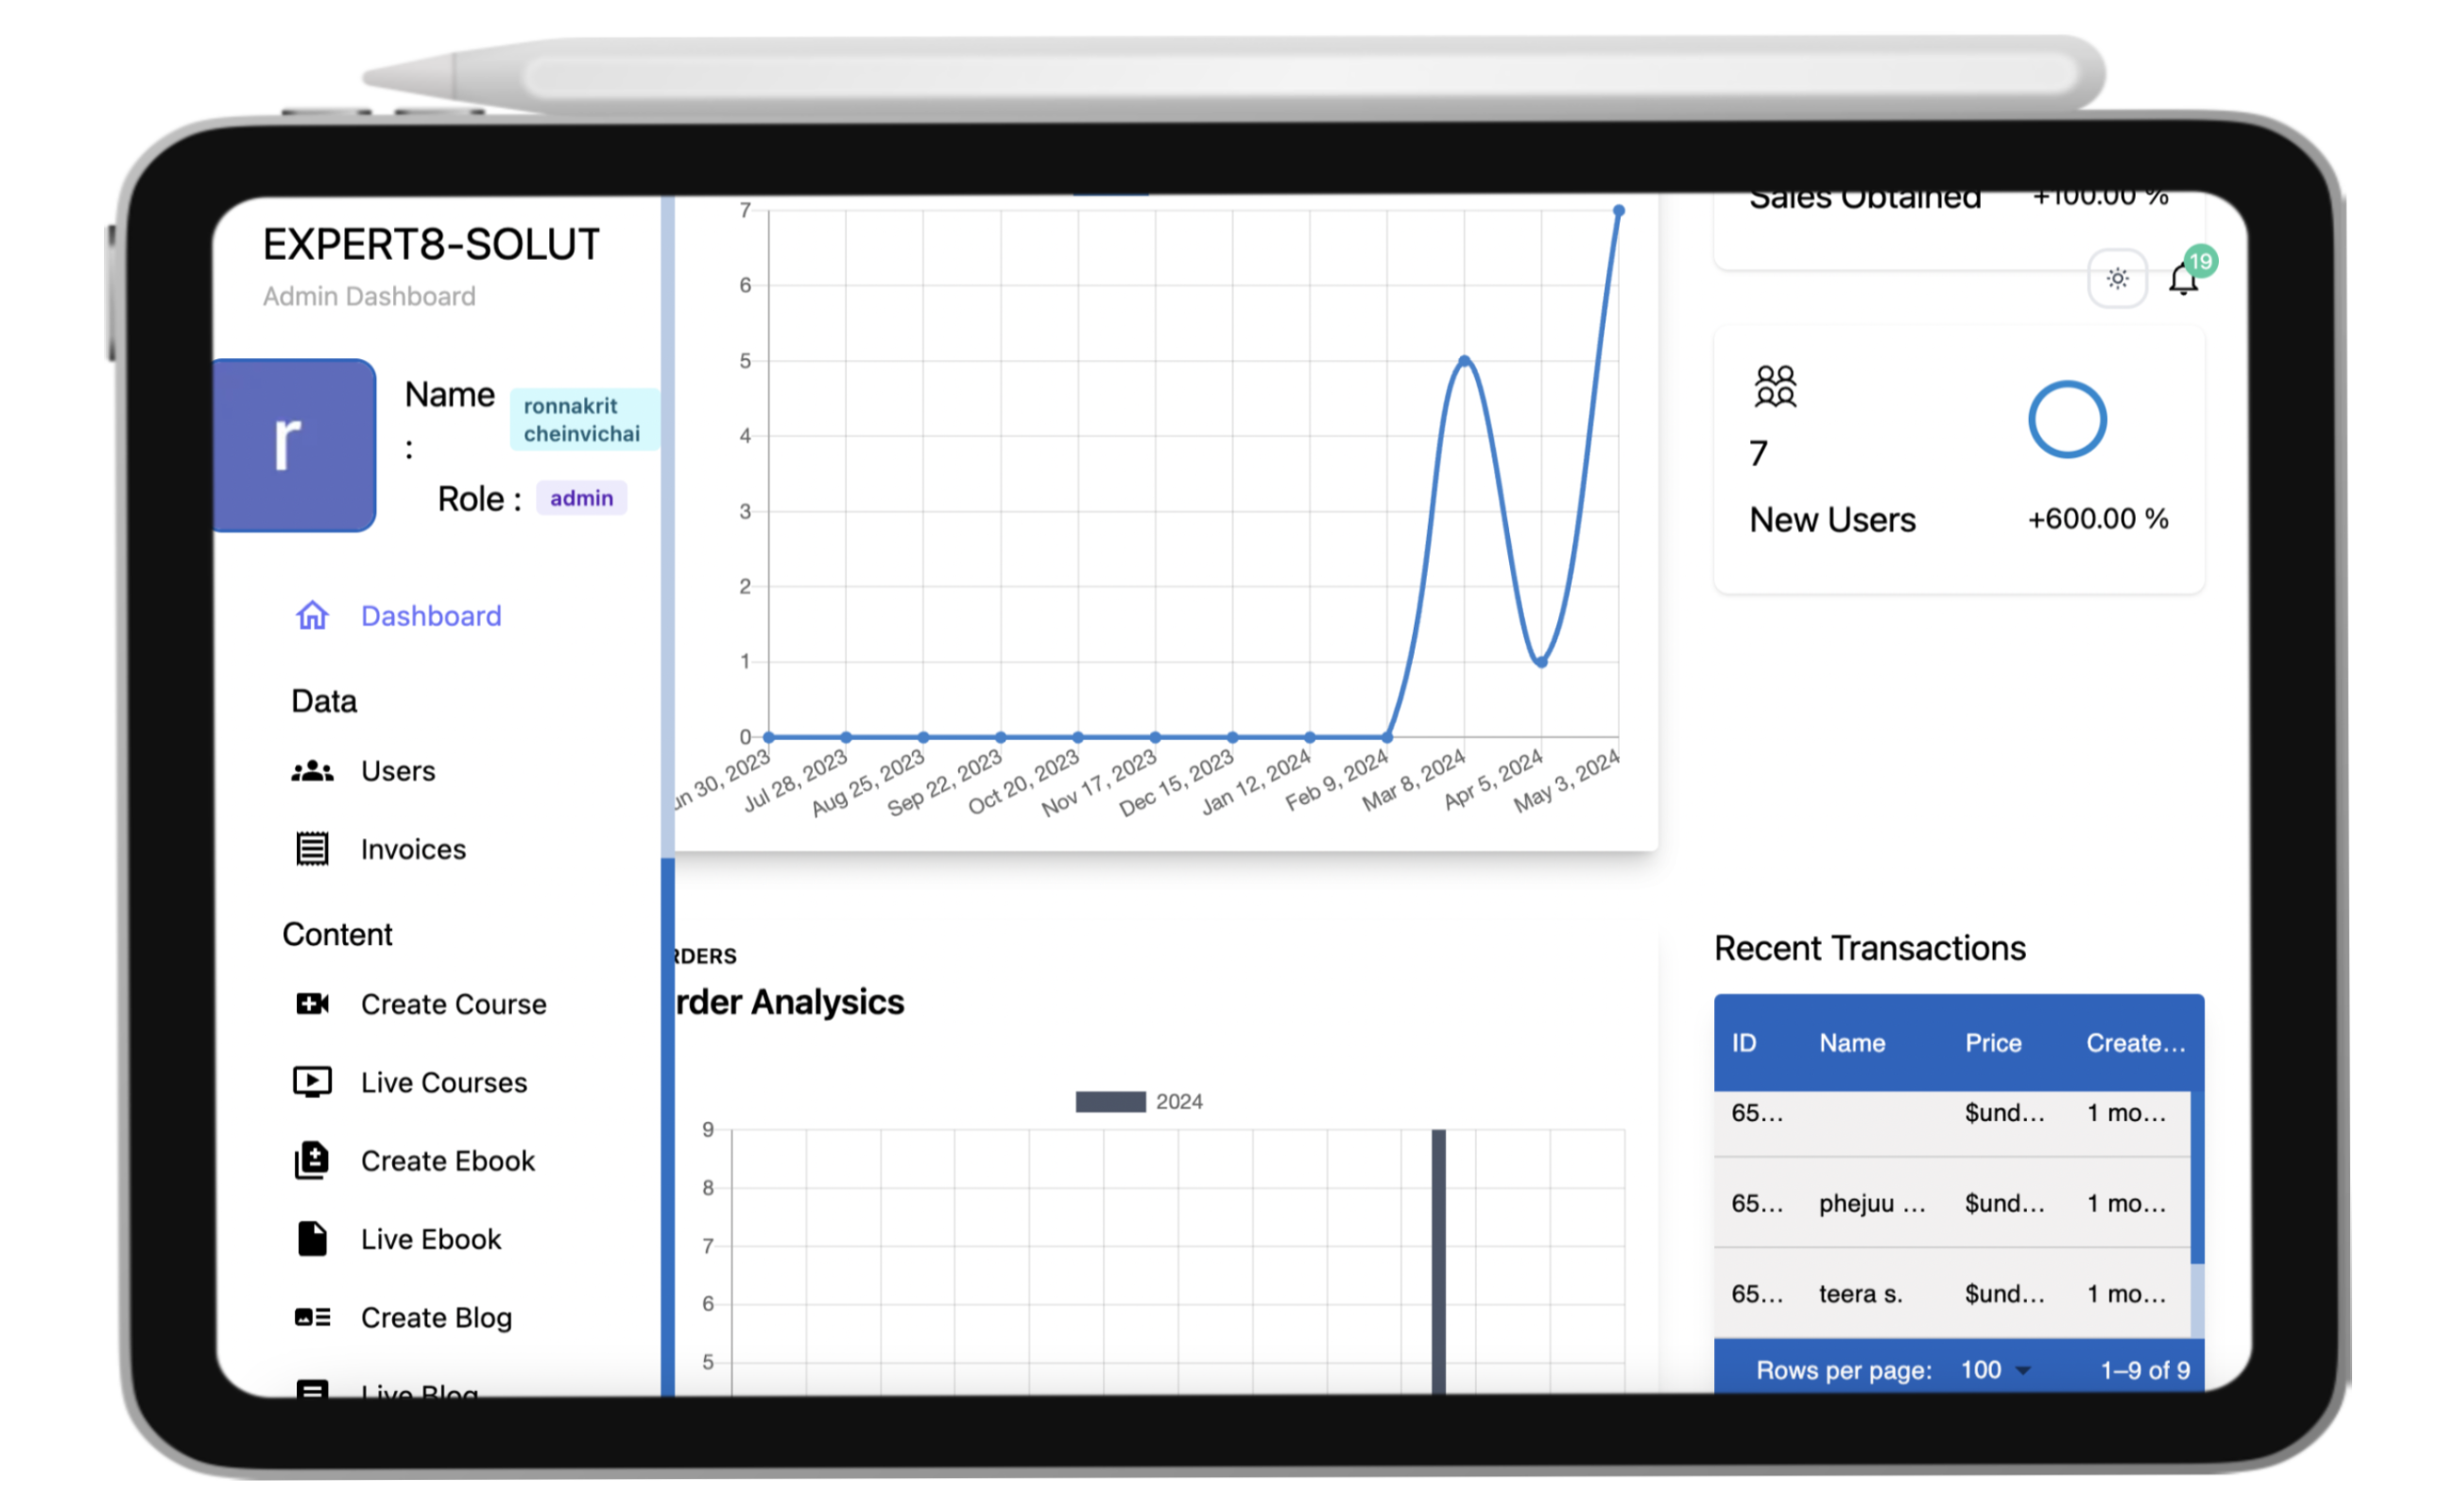 EXPERT8-SOLUT
Admin Dashboard
r
Name
:
ronnakrit
cheinvichai
Role :
admin
Dashboard
Data
Users
Invoices
Content
Create Course
Live Courses
Create Ebook
Live Ebook
Create Blog
Live Blog
7
6
5
4
3
2
1
0
un 30, 2023
Jul 28, 2023
Aug 25, 2023
Sep 22, 2023
Oct 20, 2023
Nov 17, 2023
Dec 15, 2023
Jan 12, 2024
Feb 9, 2024
Mar 8, 2024
Apr 5, 2024
May 3, 2024
RDERS
rder Analysics
2024
9
8
7
6
5
Sales Obtained +100.00 %
19
7
New Users +600.00 %
Recent Transactions
ID Name Price Create...
65... $und... 1 mo...
65... phejuu ... $und... 1 mo...
65... teera s. $und... 1 mo...
Rows per page: 100 1–9 of 9